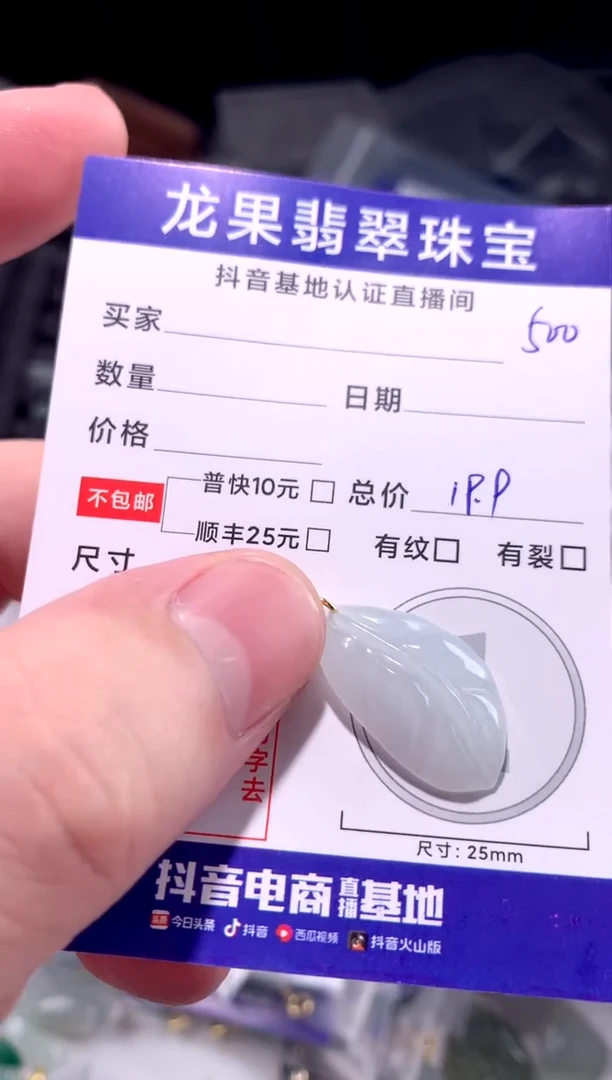 龙果翡翠珠宝
抖音基地认证直播间
买家 500
数量 日期
价格
不包邮 普快10元 总价 1P.P
顺丰25元 有纹 有裂
尺寸
字去
尺寸: 25mm
抖音电商直播基地
今日头条 抖音 西瓜视频 抖音火山版